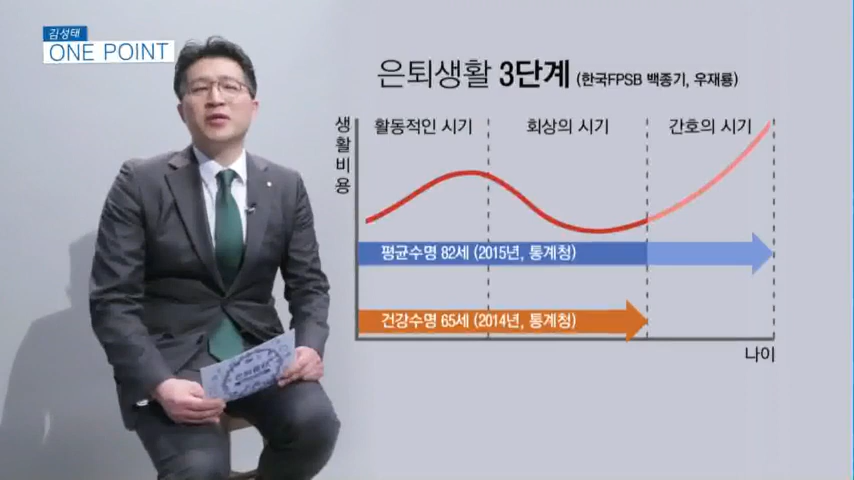 김성태
ONE POINT
은퇴생활 3단계 (한국FPSB 백종기, 우재룡)
생활비용
활동적인 시기
회상의 시기
간호의 시기
평균수명 82세 (2015년, 통계청)
건강수명 65세 (2014년, 통계청)
나이